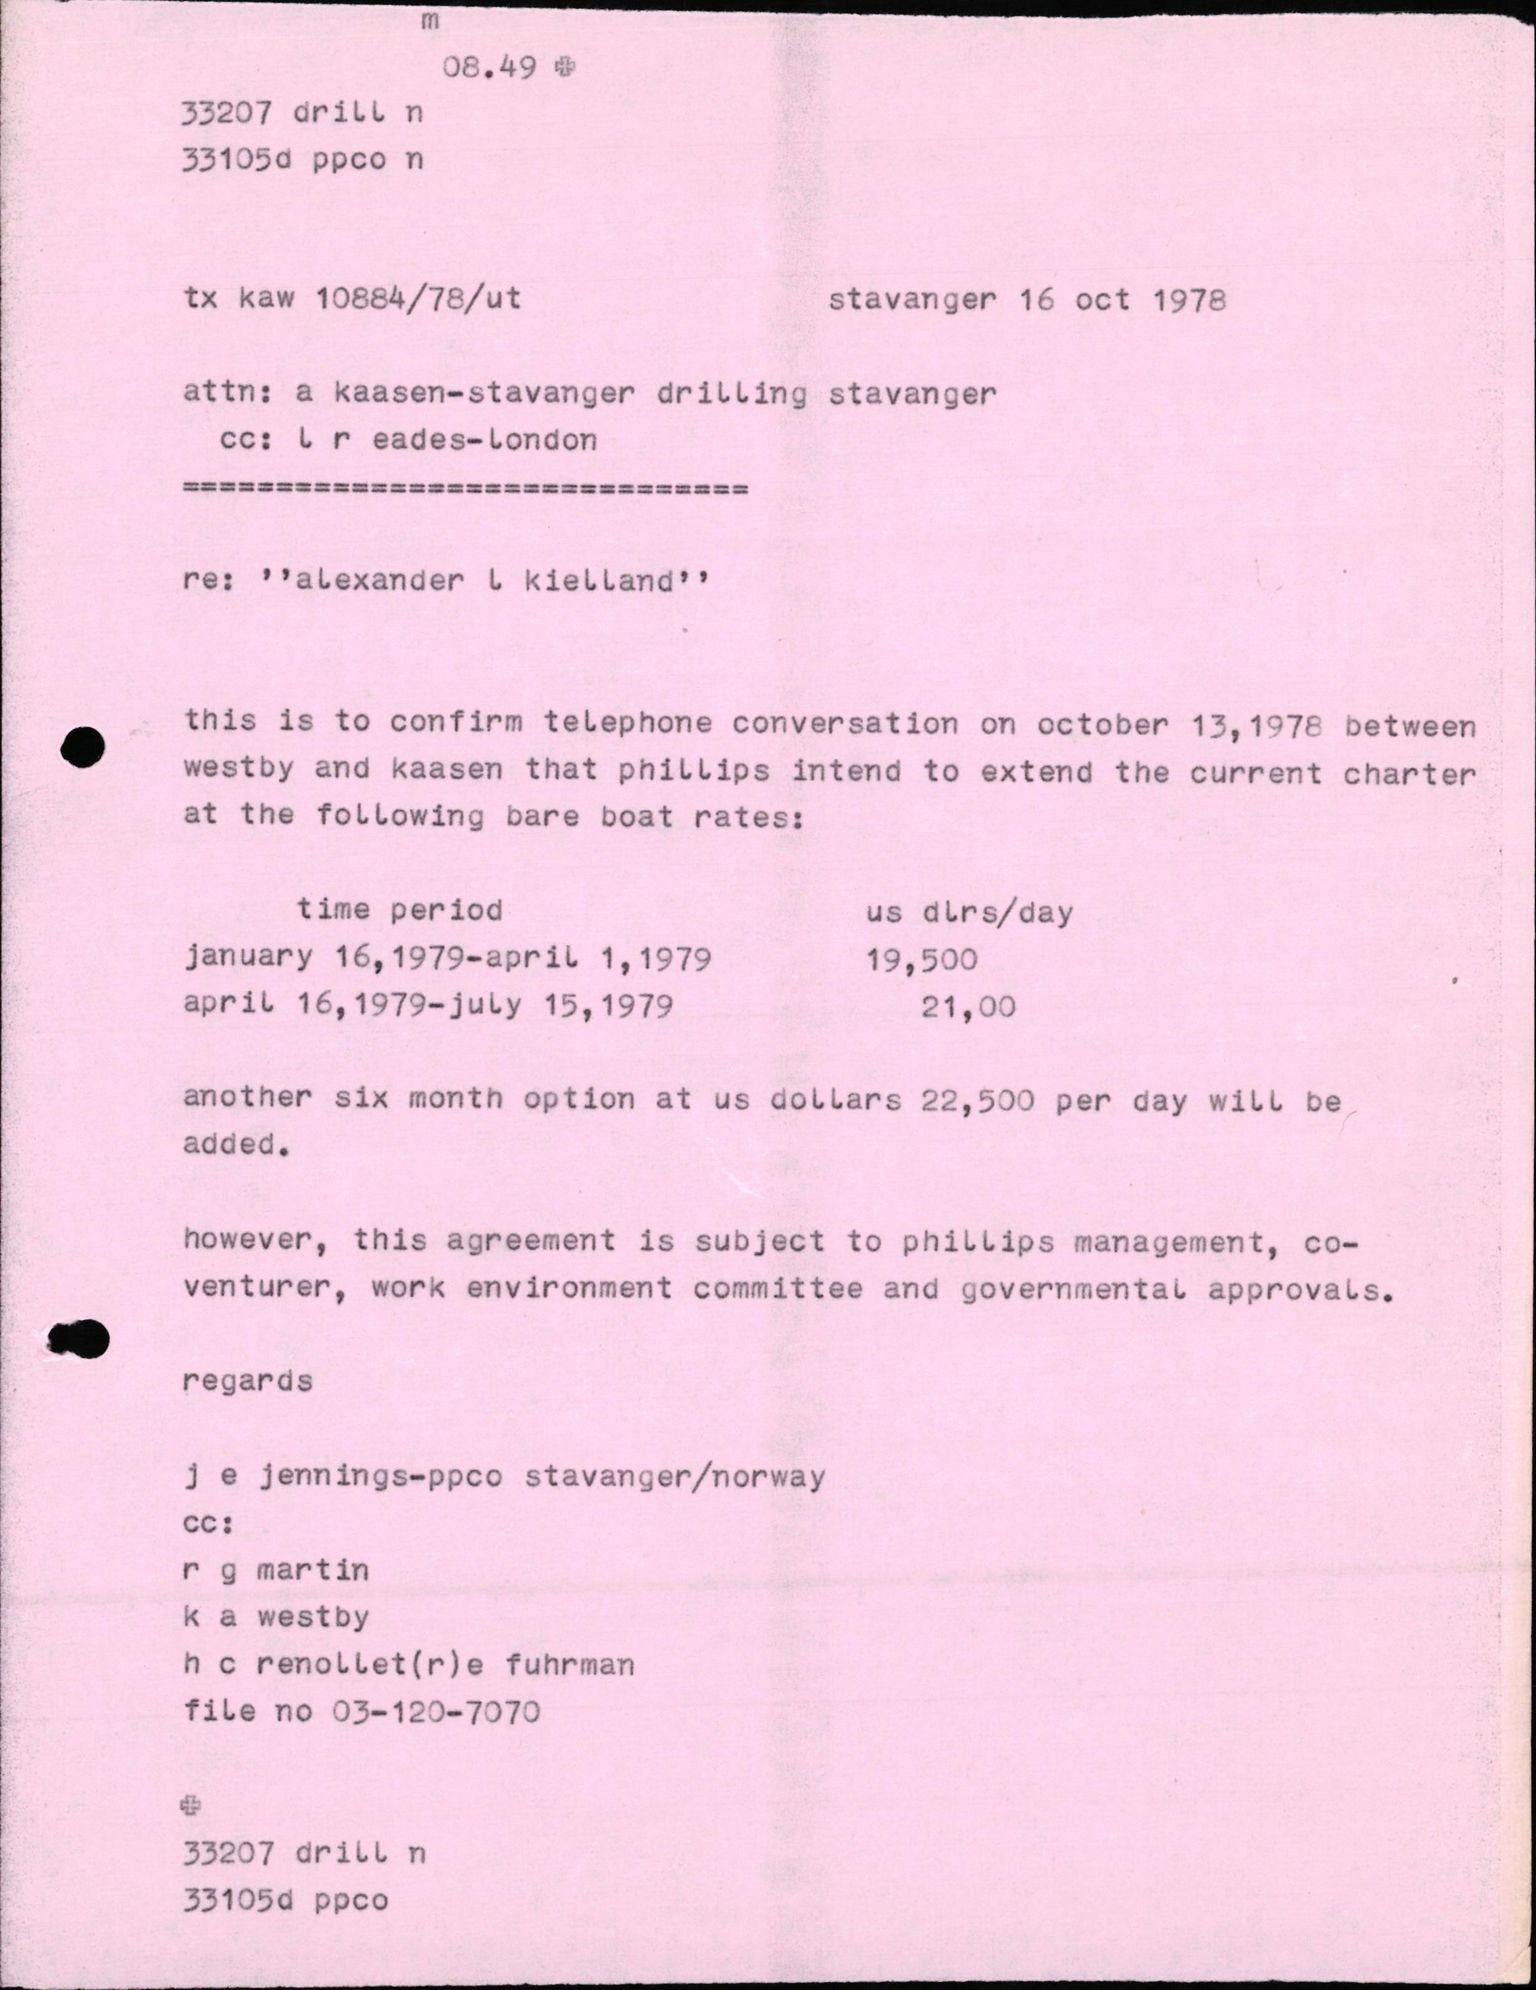 m
08.49 ✠
33207 drill n
33105d ppco n
tx kaw 10884/78/ut stavanger 16 oct 1978
attn: a kaasen-stavanger drilling stavanger
cc: l r eades-london
==============================
re: ''alexander l kielland''
this is to confirm telephone conversation on october 13,1978 between
westby and kaasen that phillips intend to extend the current charter
at the following bare boat rates:
time period us dlrs/day
january 16,1979-april 1,1979 19,500
april 16,1979-july 15,1979 21,00
another six month option at us dollars 22,500 per day will be
added.
however, this agreement is subject to phillips management, co-
venturer, work environment committee and governmental approvals.
regards
j e jennings-ppco stavanger/norway
cc:
r g martin
k a westby
h c renollet(r)e fuhrman
file no 03-120-7070
✠
33207 drill n
33105d ppco